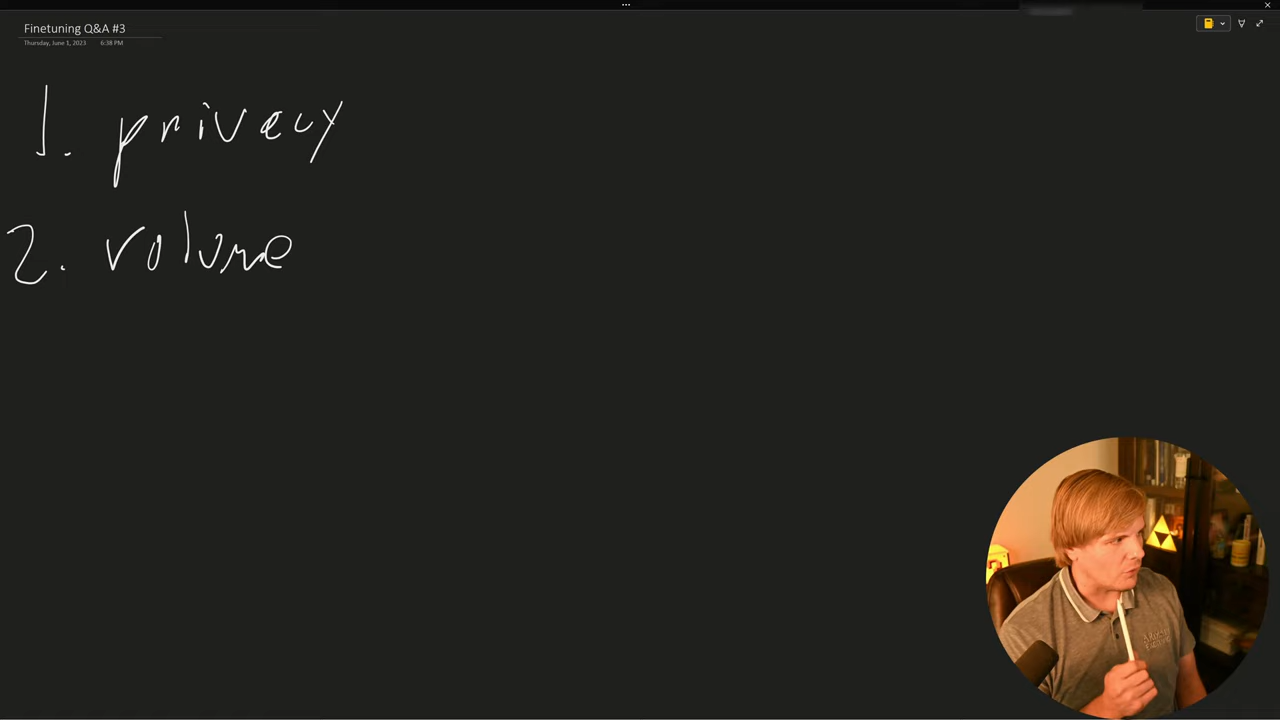 Finetuning Q&A #3
Thursday, June 1, 2023 6:38 PM
1. privacy
2. volume